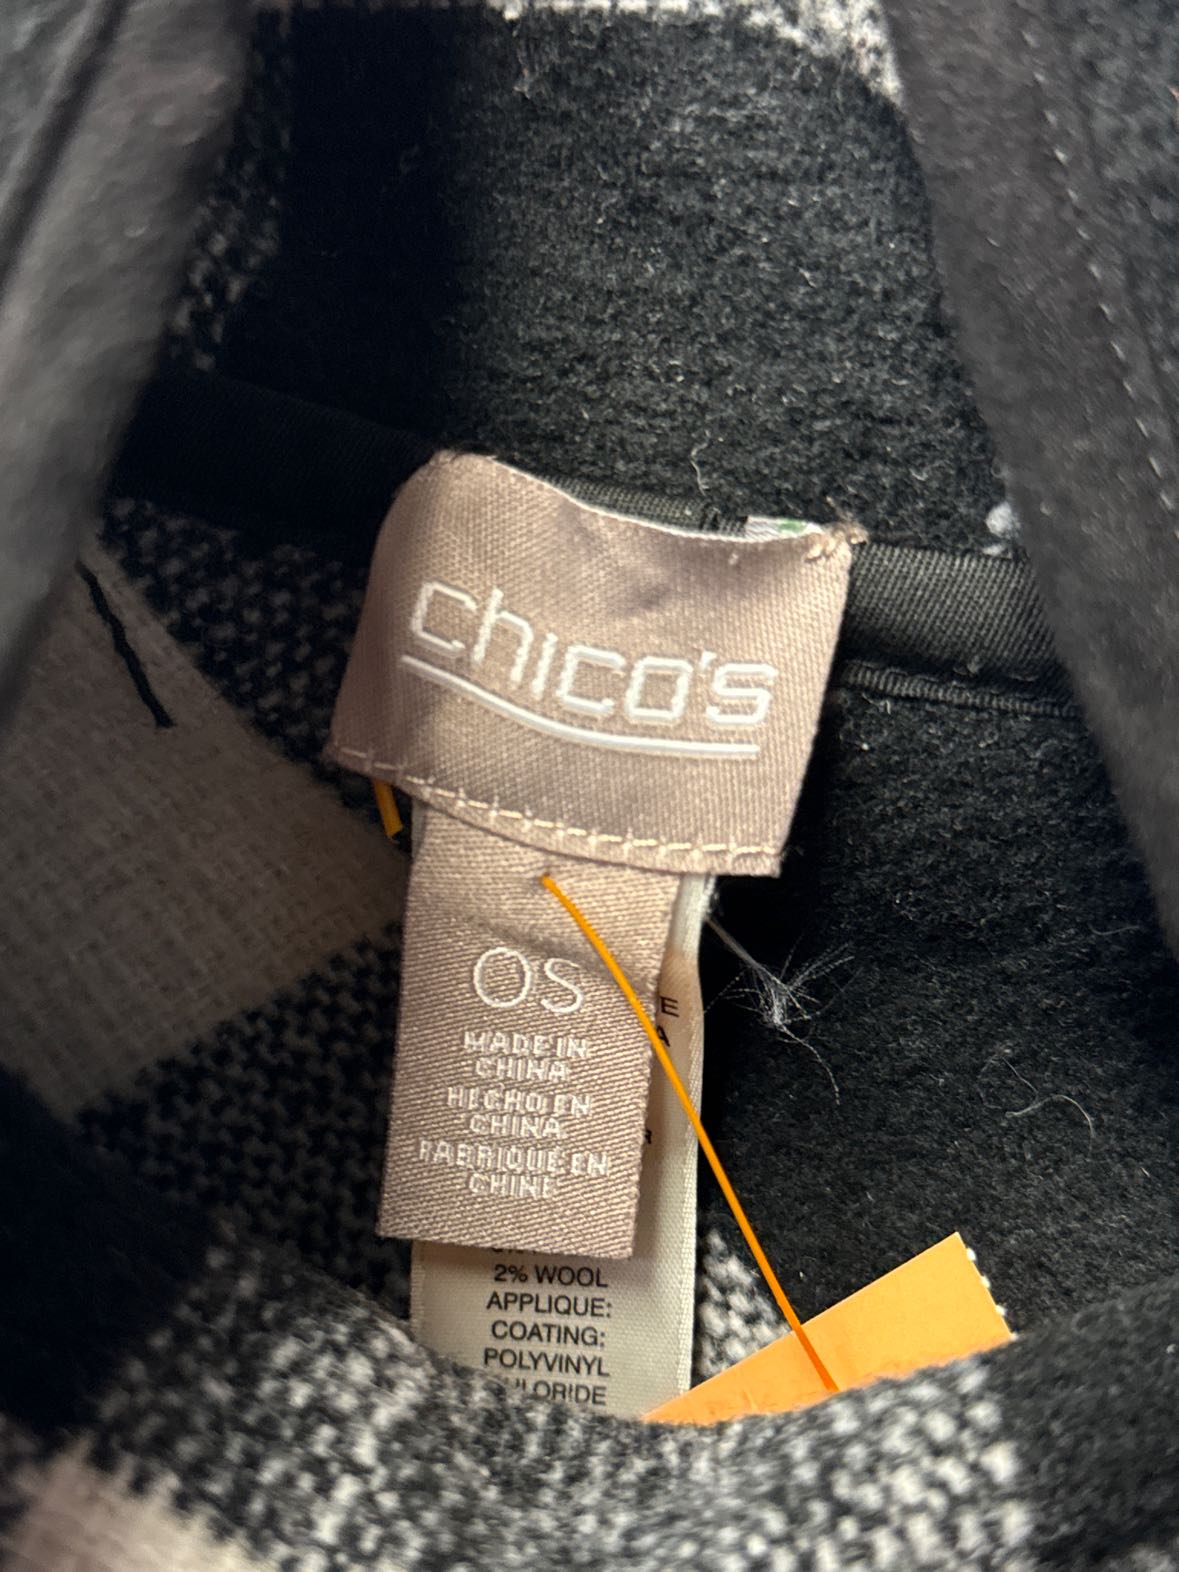 chico's
OS
MADE IN
CHINA
HECHO EN
CHINA
FABRIQUE EN
CHINE
E
A
R
2% WOOL
APPLIQUE:
COATING:
POLYVINYL